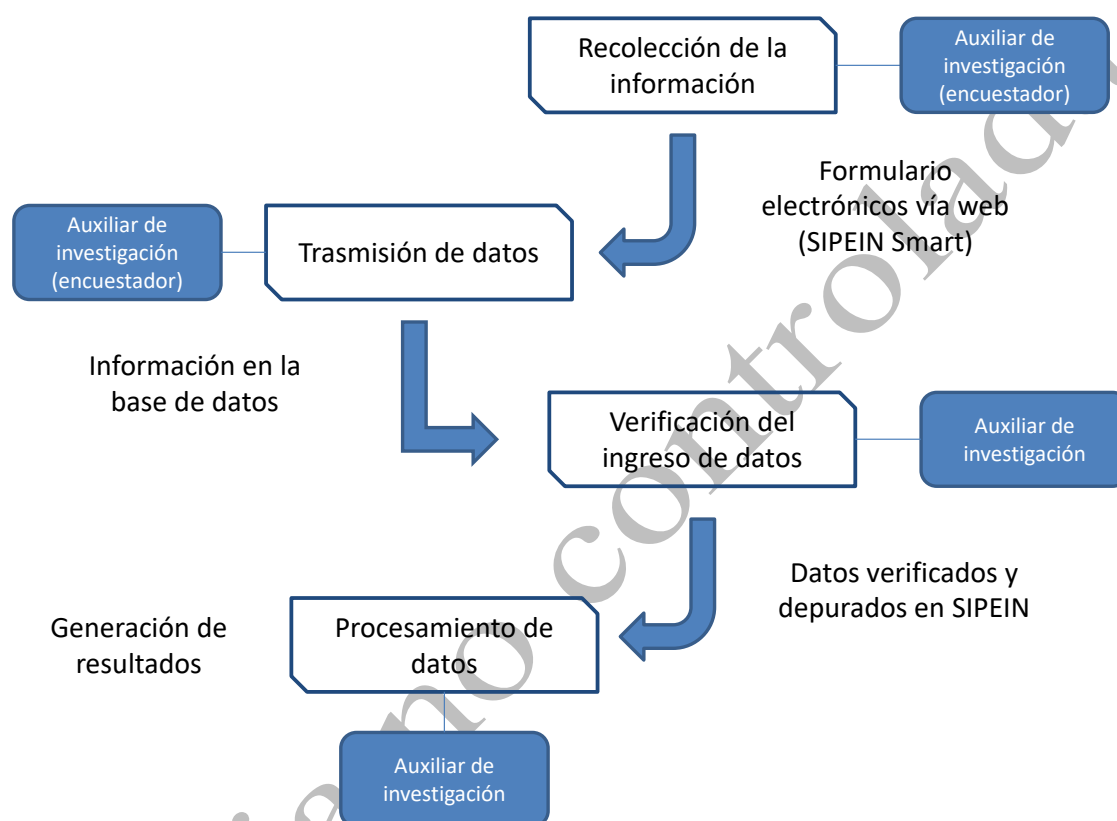 Recolección de la
información
Auxiliar de
investigación
(encuestador)
Formulario
electrónicos vía web
(SIPEIN Smart)
Auxiliar de
investigación
(encuestador)
Trasmisión de datos
Información en la
base de datos
Verificación del
ingreso de datos
Auxiliar de
investigación
Datos verificados y
depurados en SIPEIN
Generación de
resultados
Procesamiento de
datos
Auxiliar de
investigación
no controlad